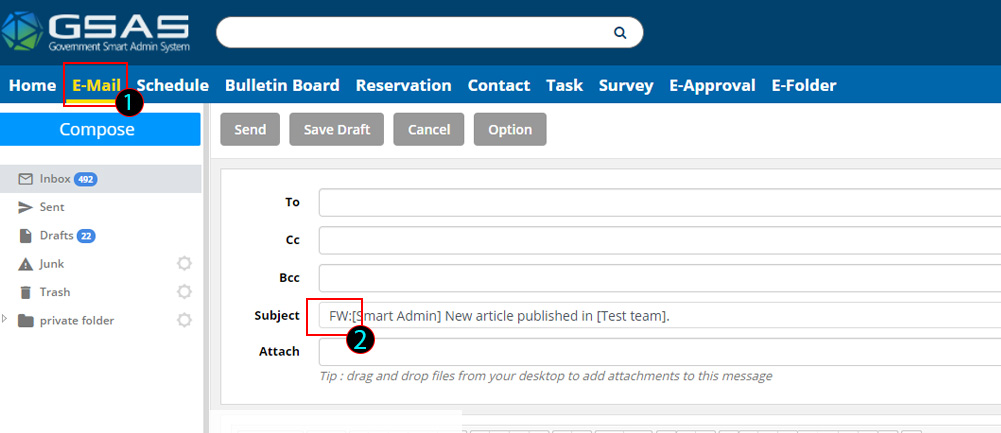 GSAS
Government Smart Admin System
Home E-Mail Schedule Bulletin Board Reservation Contact Task Survey E-Approval E-Folder
1
Compose
Send Save Draft Cancel Option
Inbox 492
Sent
Drafts 22
Junk
Trash
private folder
To
Cc
Bcc
Subject FW:[Smart Admin] New article published in [Test team].
2
Attach
Tip : drag and drop files from your desktop to add attachments to this message